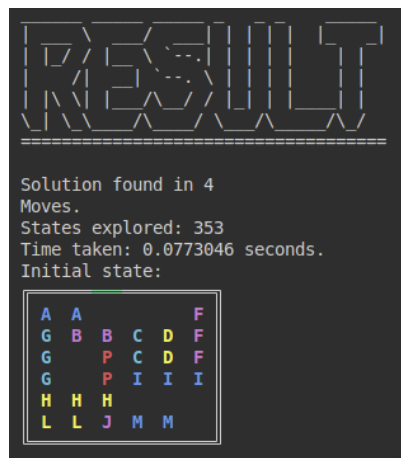 RESULT
=====================================
Solution found in 4
Moves.
States explored: 353
Time taken: 0.0773046 seconds.
Initial state:
A A F
G B B C D F
G P C D F
G P I I I
H H H
L L J M M